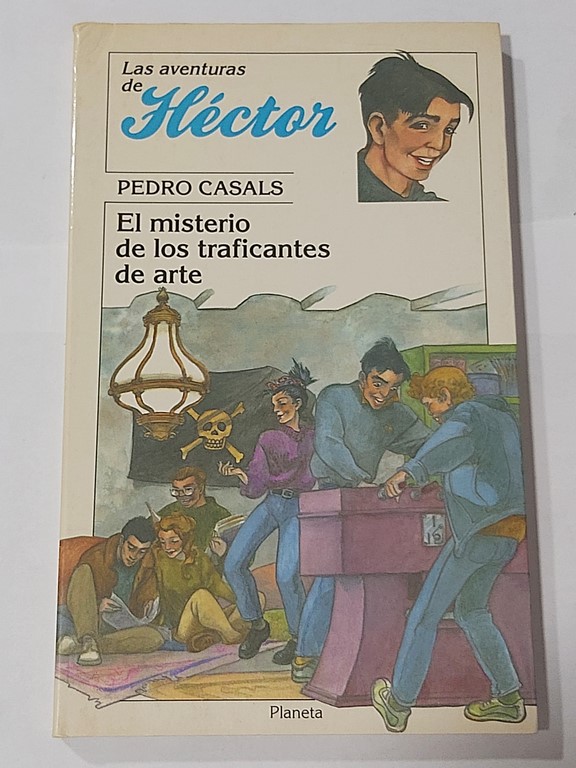 Las aventuras
de
Héctor
PEDRO CASALS
El misterio
de los traficantes
de arte
Planeta